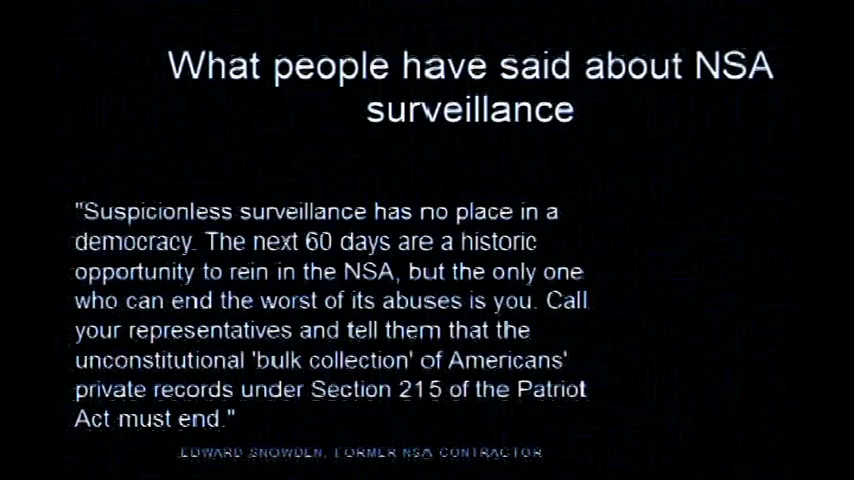 What people have said about NSA
surveillance
"Suspicionless surveillance has no place in a
democracy. The next 60 days are a historic
opportunity to rein in the NSA, but the only one
who can end the worst of its abuses is you. Call
your representatives and tell them that the
unconstitutional 'bulk collection' of Americans'
private records under Section 215 of the Patriot
Act must end."
EDWARD SNOWDEN, FORMER NSA CONTRACTOR